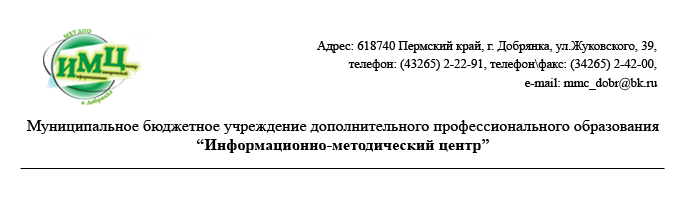 МБУ ДПО
ИМЦ
г. Добрянка
Адрес: 618740 Пермский край, г. Добрянка, ул.Жуковского, 39,
телефон: (43265) 2-22-91, телефон\факс: (34265) 2-42-00,
e-mail: mmc_dobr@bk.ru
Муниципальное бюджетное учреждение дополнительного профессионального образования
“Информационно-методический центр”